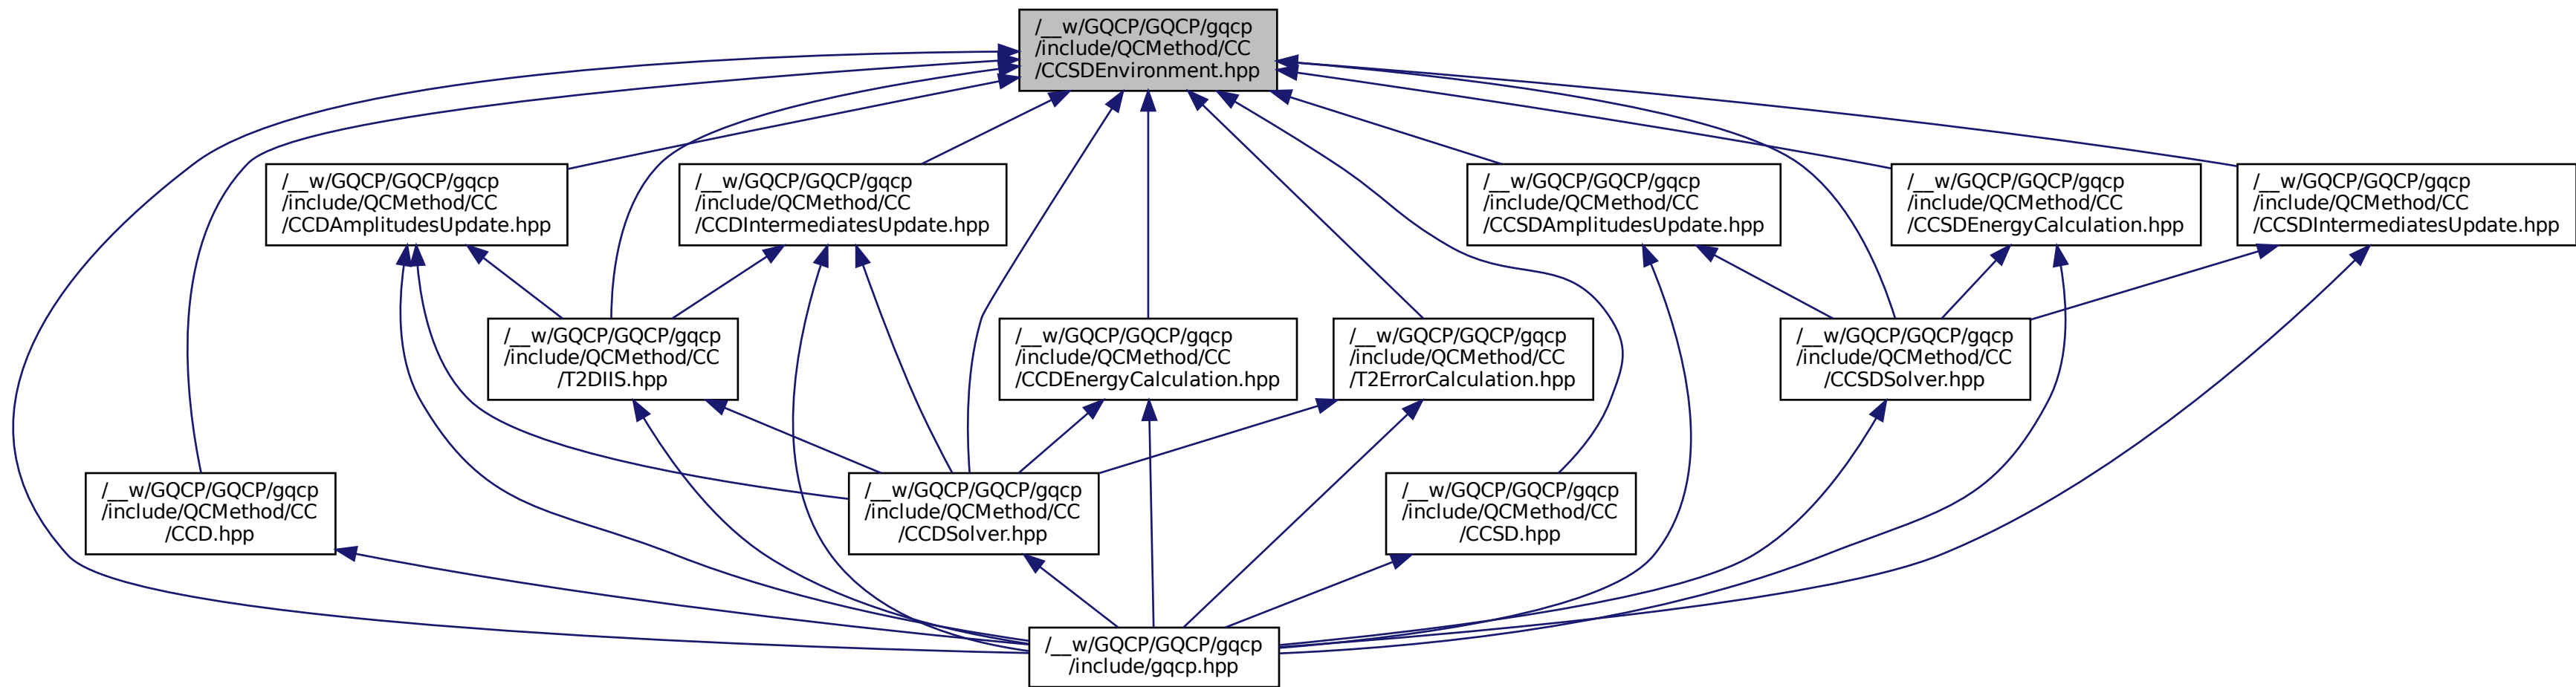 /__w/GQCP/GQCP/gqcp
/include/QCMethod/CC
/CCSDEnvironment.hpp
/__w/GQCP/GQCP/gqcp
/include/QCMethod/CC
/CCDAmplitudesUpdate.hpp
/__w/GQCP/GQCP/gqcp
/include/QCMethod/CC
/CCDIntermediatesUpdate.hpp
/__w/GQCP/GQCP/gqcp
/include/QCMethod/CC
/CCSDAmplitudesUpdate.hpp
/__w/GQCP/GQCP/gqcp
/include/QCMethod/CC
/CCSDEnergyCalculation.hpp
/__w/GQCP/GQCP/gqcp
/include/QCMethod/CC
/CCSDIntermediatesUpdate.hpp
/__w/GQCP/GQCP/gqcp
/include/QCMethod/CC
/T2DIIS.hpp
/__w/GQCP/GQCP/gqcp
/include/QCMethod/CC
/CCDEnergyCalculation.hpp
/__w/GQCP/GQCP/gqcp
/include/QCMethod/CC
/T2ErrorCalculation.hpp
/__w/GQCP/GQCP/gqcp
/include/QCMethod/CC
/CCSDSolver.hpp
/__w/GQCP/GQCP/gqcp
/include/QCMethod/CC
/CCD.hpp
/__w/GQCP/GQCP/gqcp
/include/QCMethod/CC
/CCDSolver.hpp
/__w/GQCP/GQCP/gqcp
/include/QCMethod/CC
/CCSD.hpp
/__w/GQCP/GQCP/gqcp
/include/gqcp.hpp